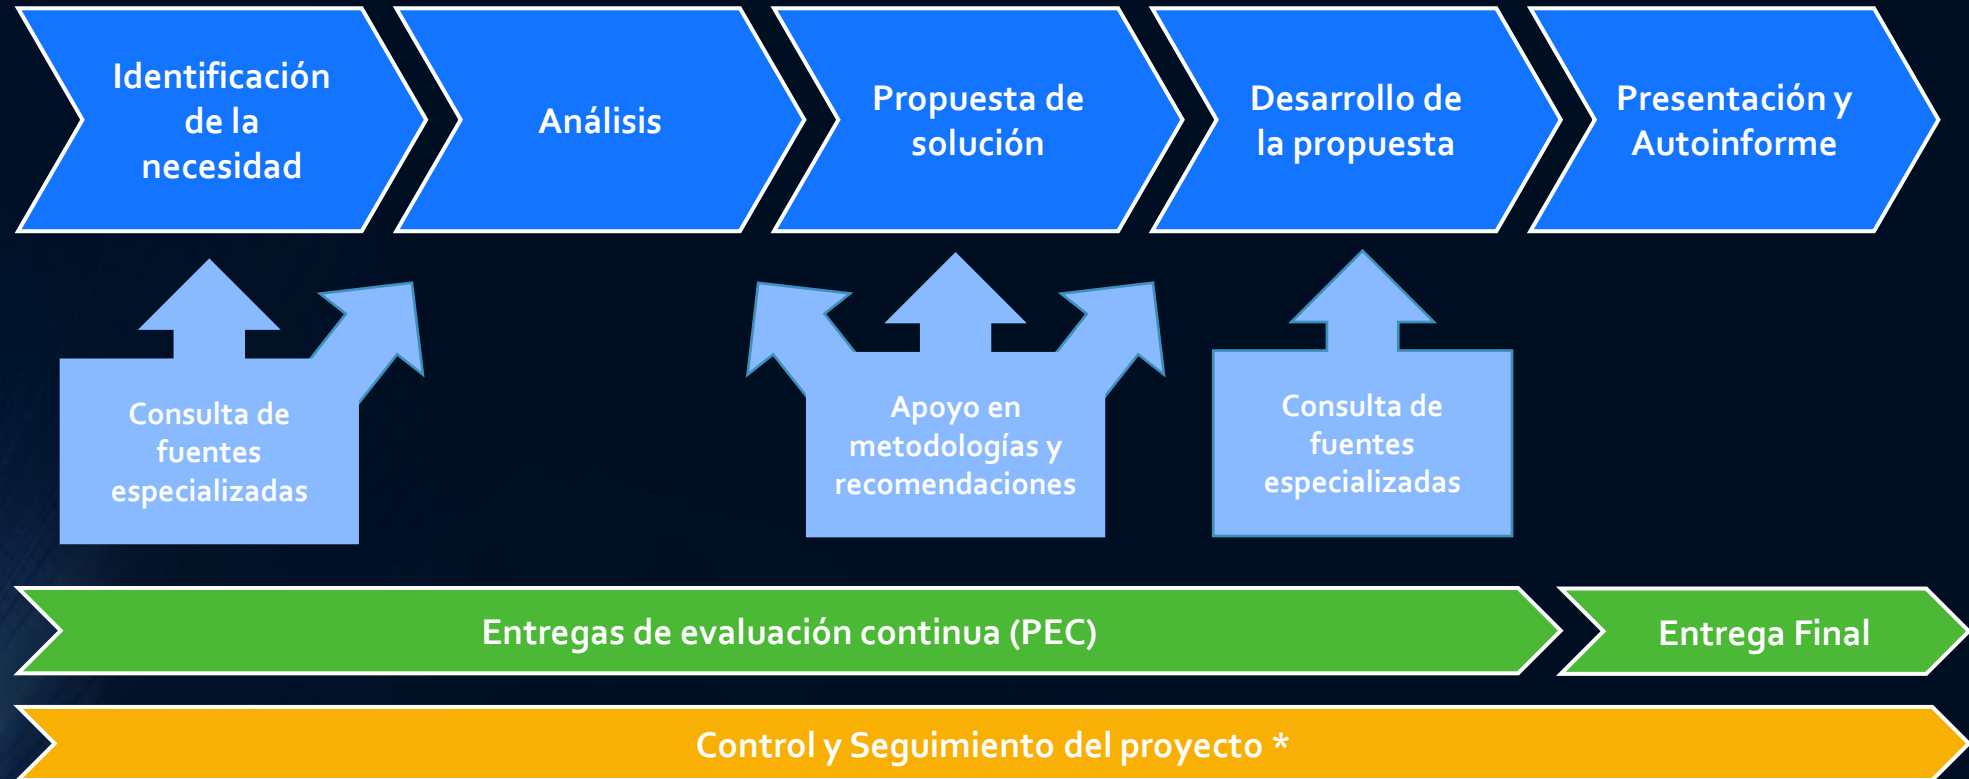 Identificación
de la
necesidad
Análisis
Propuesta de
solución
Desarrollo de
la propuesta
Presentación y
Autoinforme
Consulta de
fuentes
especializadas
Apoyo en
metodologías y
recomendaciones
Consulta de
fuentes
especializadas
Entregas de evaluación continua (PEC)
Entrega Final
Control y Seguimiento del proyecto *